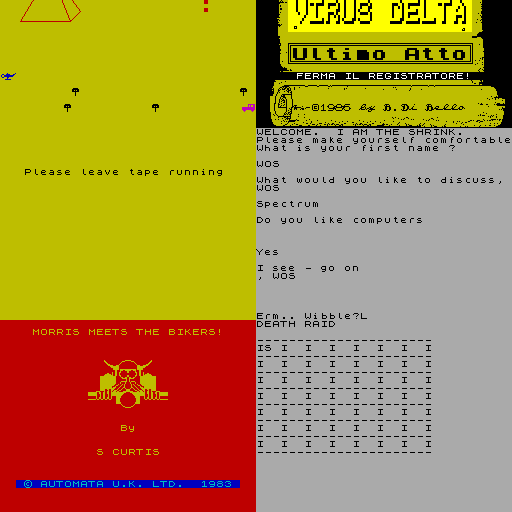 Please leave tape running
VIRUS DELTA
Ultimo Atto
FERMA IL REGISTRATORE!
©1986 by B. Di Bello
WELCOME.  I AM THE SHRINK.
Please make yourself comfortable
What is your first name ?
WOS
What would you like to discuss,
WOS
Spectrum
Do you like computers
Yes
I see - go on
, WOS
Erm.. Wibble?L
MORRIS MEETS THE BIKERS!
By
S CURTIS
© AUTOMATA U.K. LTD.  1983
DEATH RAID
IS I  I  I  I  I  I  I
I  I  I  I  I  I  I  I
I  I  I  I  I  I  I  I
I  I  I  I  I  I  I  I
I  I  I  I  I  I  I  I
I  I  I  I  I  I  I  I
I  I  I  I  I  I  I  I